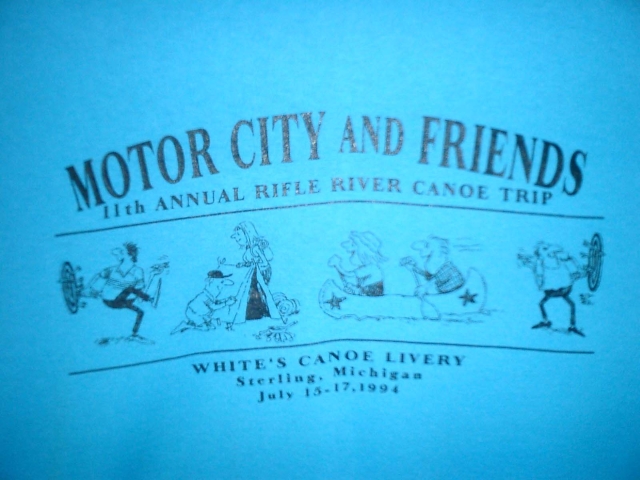 MOTOR CITY AND FRIENDS
11th ANNUAL RIFLE RIVER CANOE TRIP
WHITE'S CANOE LIVERY
Sterling, Michigan
July 15-17, 1994